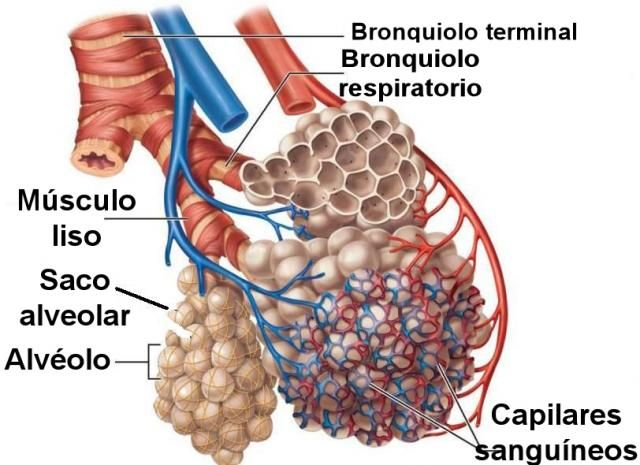 Bronquiolo terminal
Bronquiolo
respiratorio
Músculo
liso
Saco
alveolar
Alvéolo
Capilares
sanguíneos